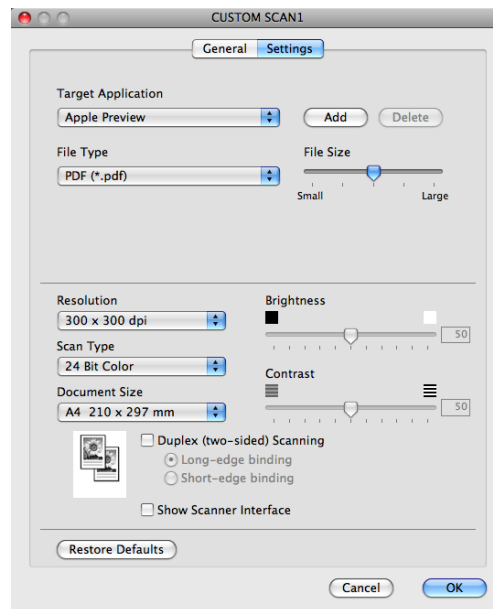 CUSTOM SCAN1
General Settings
Target Application
Apple Preview Add Delete
File Type File Size
PDF (*.pdf)
Small Large
Resolution Brightness
300 x 300 dpi
50
Scan Type
24 Bit Color
Contrast
Document Size
A4 210 x 297 mm 50
Duplex (two-sided) Scanning
Long-edge binding
Short-edge binding
Show Scanner Interface
Restore Defaults
Cancel OK